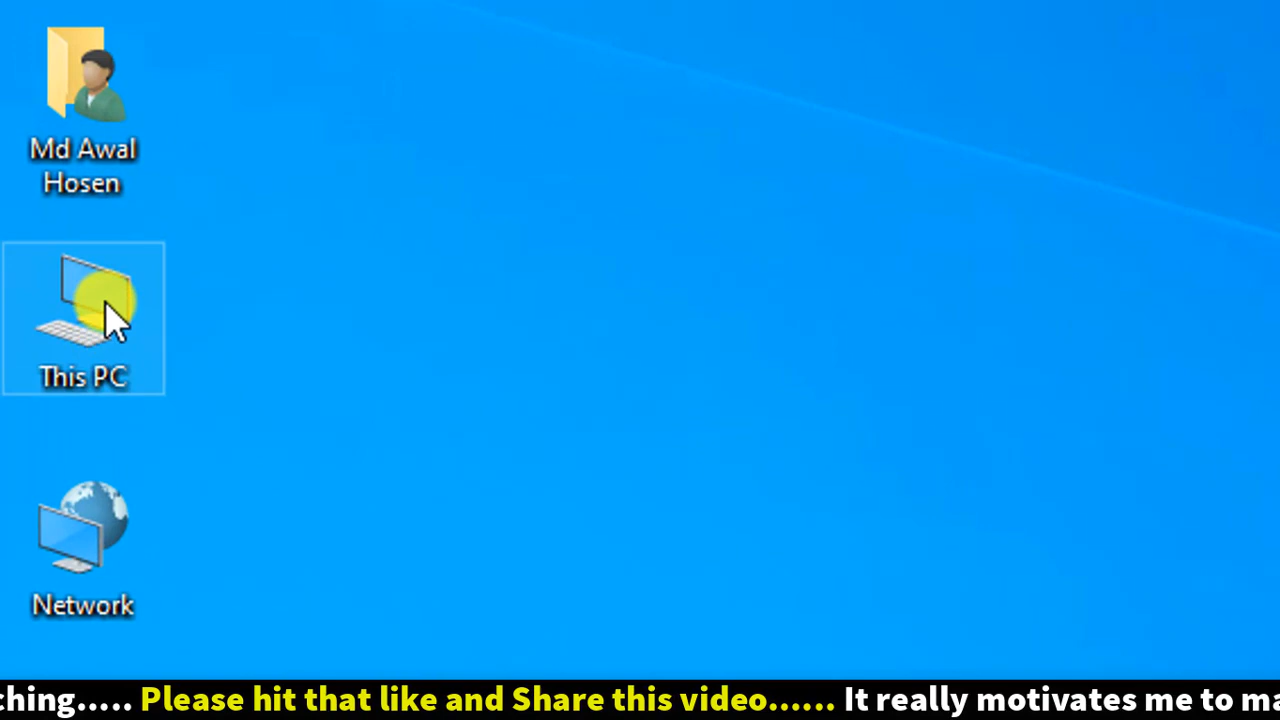 Md Awal
Hosen
This PC
Network
ching..... Please hit that like and Share this video...... It really motivates me to ma